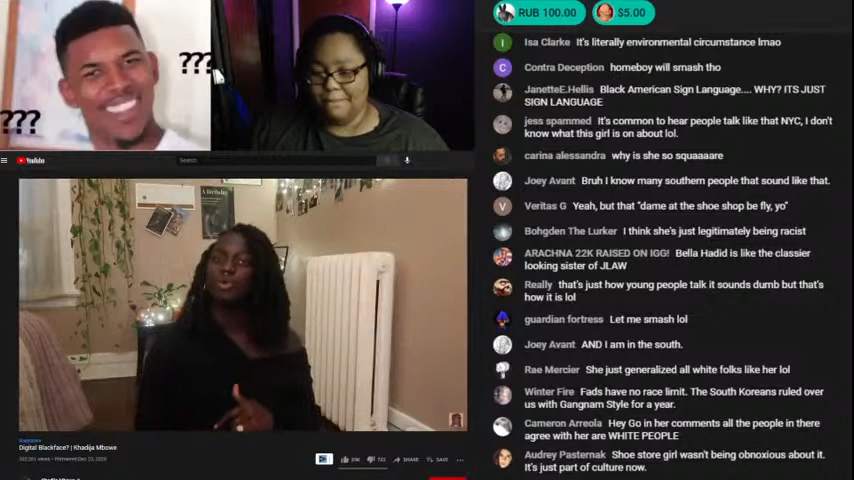 ???
???
YouTube
Search
A Birthday
Digital Blackface? | Khadija Mbowe
SHARE
SAVE
RUB 100.00
$5.00
Isa Clarke It's literally environmental circumstance lmao
Contra Deception homeboy will smash tho
JanetteE.Hellis Black American Sign Language.... WHY? ITS JUST
SIGN LANGUAGE
jess spammed It's common to hear people talk like that NYC, I don't
know what this girl is on about lol.
carina alessandra why is she so squaaaare
Joey Avant Bruh I know many southern people that sound like that.
Veritas G Yeah, but that "dame at the shoe shop be fly, yo"
Bohgden The Lurker I think she's just legitimately being racist
ARACHNA 22K RAISED ON IGG! Bella Hadid is like the classier
looking sister of JLAW
Really that's just how young people talk it sounds dumb but that's
how it is lol
guardian fortress Let me smash lol
Joey Avant AND I am in the south.
Rae Mercier She just generalized all white folks like her lol
Winter Fire Fads have no race limit. The South Koreans ruled over
us with Gangnam Style for a year.
Cameron Arreola Hey Go in her comments all the people in there
agree with her are WHITE PEOPLE
Audrey Pasternak Shoe store girl wasn't being obnoxious about it.
It's just part of culture now.